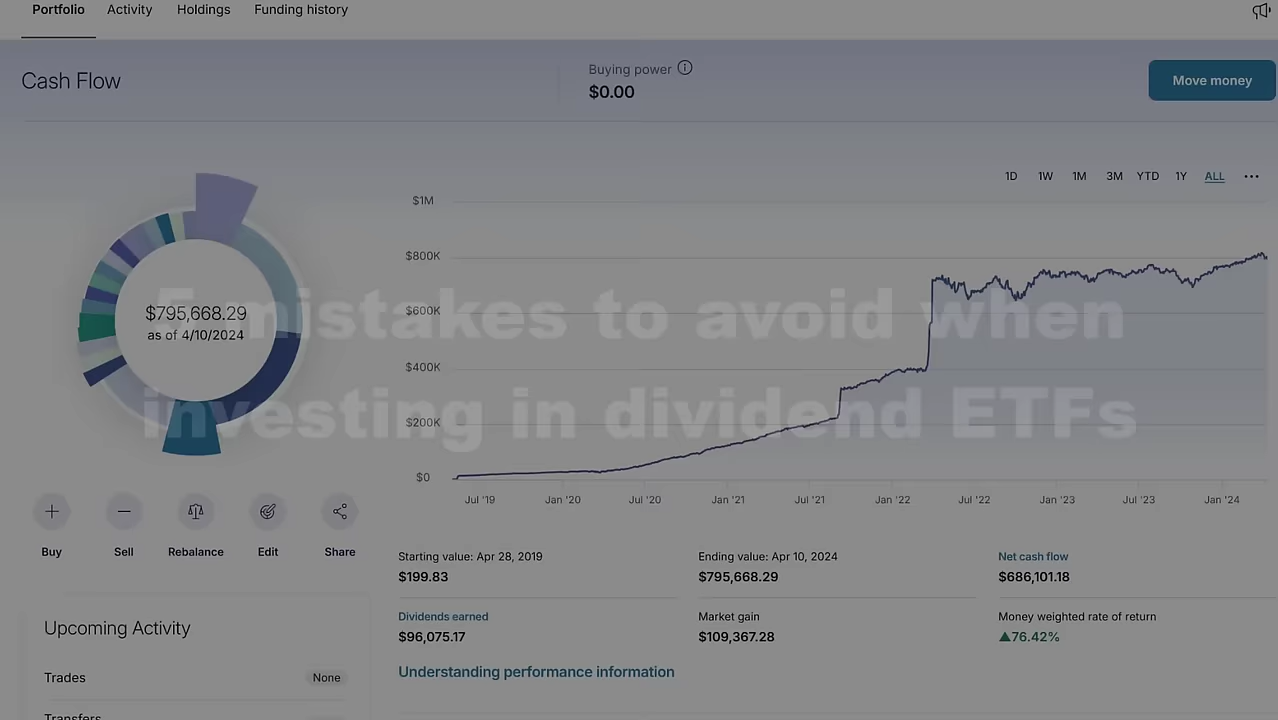 Portfolio Activity Holdings Funding history
Cash Flow
Buying power
$0.00
Move money
1D 1W 1M 3M YTD 1Y ALL
$1M
$800K
$600K
$400K
$200K
$0
Jul '19 Jan '20 Jul '20 Jan '21 Jul '21 Jan '22 Jul '22 Jan '23 Jul '23 Jan '24
$795,668.29
as of 4/10/2024
5 mistakes to avoid when
investing in dividend ETFs
Buy Sell Rebalance Edit Share
Starting value: Apr 28, 2019
$199.83
Ending value: Apr 10, 2024
$795,668.29
Net cash flow
$686,101.18
Dividends earned
$96,075.17
Market gain
$109,367.28
Money weighted rate of return
▲76.42%
Understanding performance information
Upcoming Activity
Trades None
Transfers